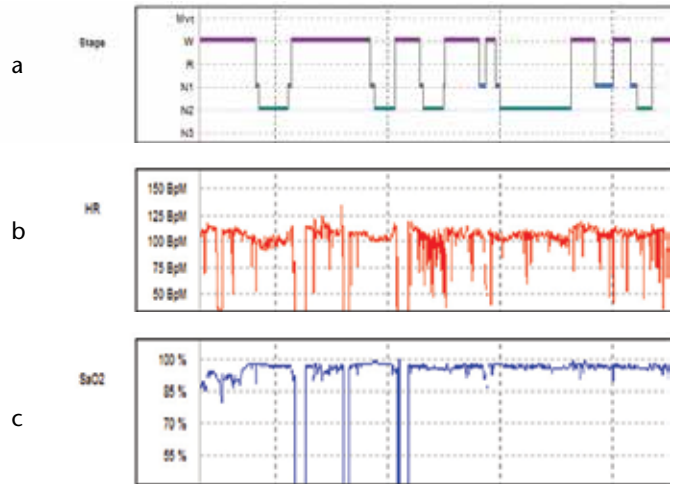 Mvt
Stage
W
a
R
N1
N2
N3
150 BpM
HR
125 BpM
b
100 BpM
75 BpM
50 BpM
100 %
SaO2
85 %
c
70 %
55 %